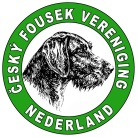 ČESKÝ FOUSEK VERENIGING
NEDERLAND